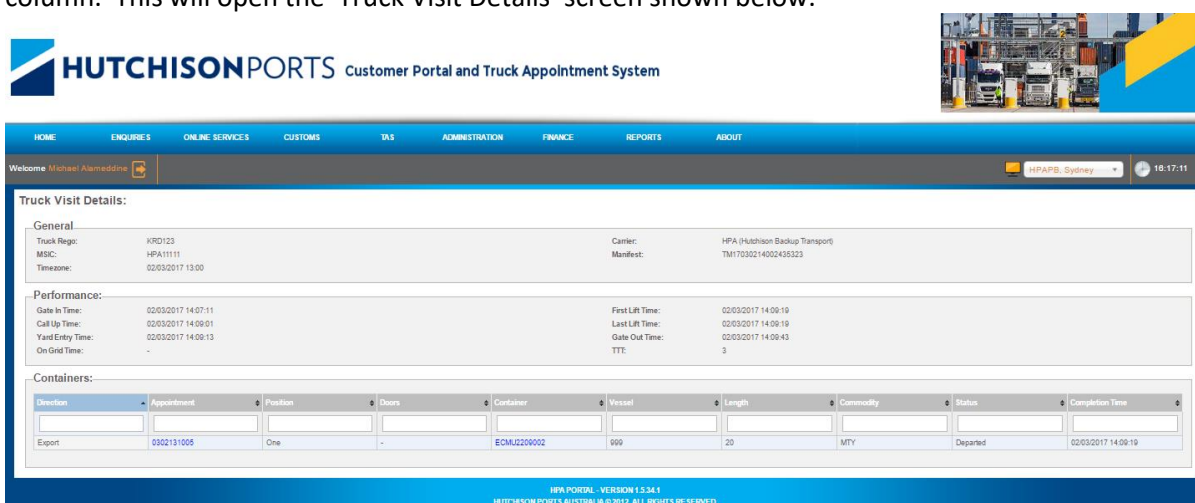 column. This will open the 'Truck Visit Details' screen shown below:
HUTCHISONPORTS Customer Portal and Truck Appointment System
HOME ENQUIRIES ONLINE SERVICES CUSTOMS TAS ADMINISTRATION FINANCE REPORTS ABOUT
Welcome Michael Alameddine HPAPB, Sydney 16:17:11
Truck Visit Details:
General
Truck Rego: KRD123 Carrier: HPA (Hutchison Backup Transport)
MSIC: HPA11111 Manifest: TM17030214002435323
Timezone: 02/03/2017 13:00
Performance:
Gate In Time: 02/03/2017 14:07:11 First Lift Time: 02/03/2017 14:09:19
Call Up Time: 02/03/2017 14:09:01 Last Lift Time: 02/03/2017 14:09:19
Yard Entry Time: 02/03/2017 14:09:13 Gate Out Time: 02/03/2017 14:09:43
On Grid Time: - TTT: 3
Containers:
Direction Appointment Position Doors Container Vessel Length Commodity Status Completion Time
Export 0302131005 One - ECMU2209002 999 20 MTY Departed 02/03/2017 14:09:19
HPA PORTAL - VERSION 1.5.34.1
HUTCHISON PORTS AUSTRALIA @ 2012. ALL RIGHTS RESERVED